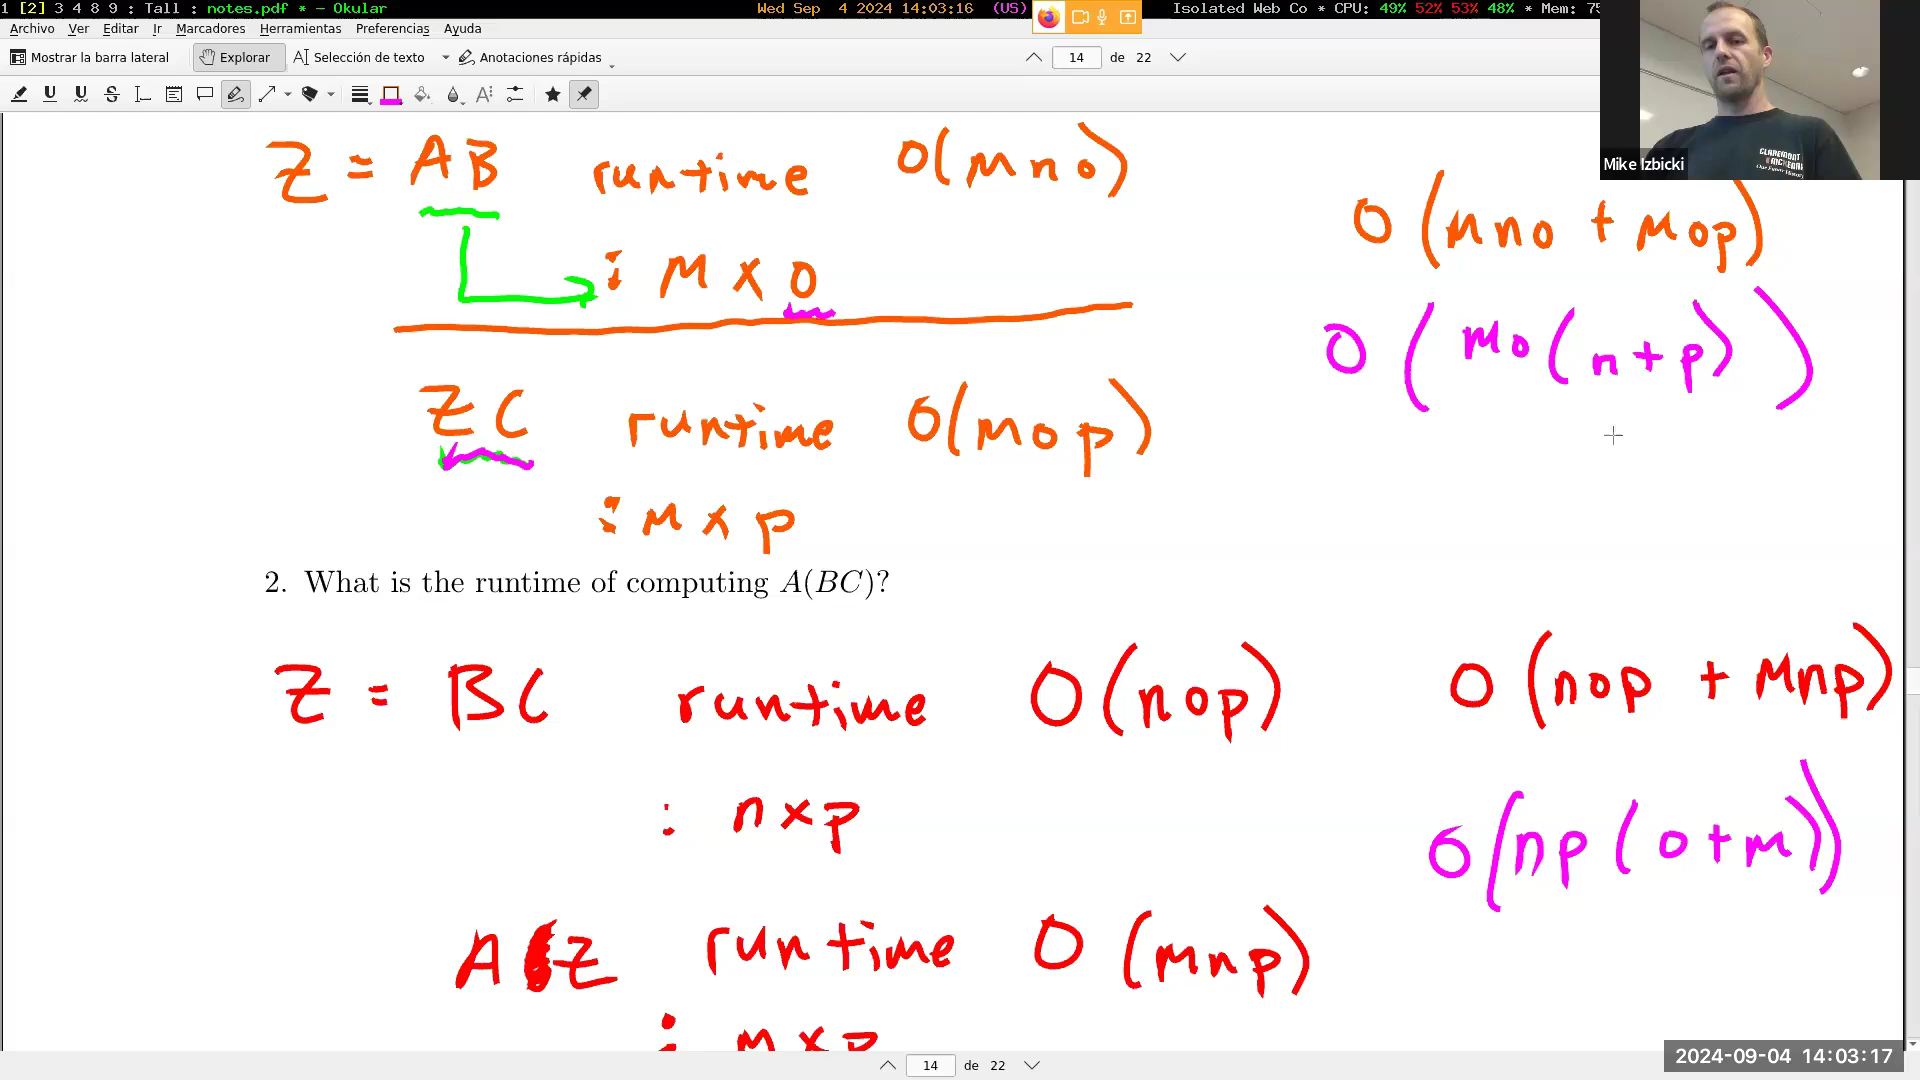 1 [2] 3 4 8 9 : Tall : notes.pdf * – Okular
Wed Sep 4 2024 14:03:16 (US)
Isolated Web Co * CPU: 49% 52% 53% 48% * Mem: 75
Archivo Ver Editar Ir Marcadores Herramientas Preferencias Ayuda
Mostrar la barra lateral Explorar Selección de texto Anotaciones rápidas
14 de 22
CLAREMONT
Mike Izbicki
Z = AB runtime O(mno)
: m x o
O(mno + mop)
O(mo(n+p))
ZC runtime O(mop)
: m x p
2. What is the runtime of computing A(BC)?
Z = BC runtime O(nop)
O(nop + mnp)
: n x p
O(np(o+m))
A Z runtime O(mnp)
: m x p
14 de 22
2024-09-04 14:03:17